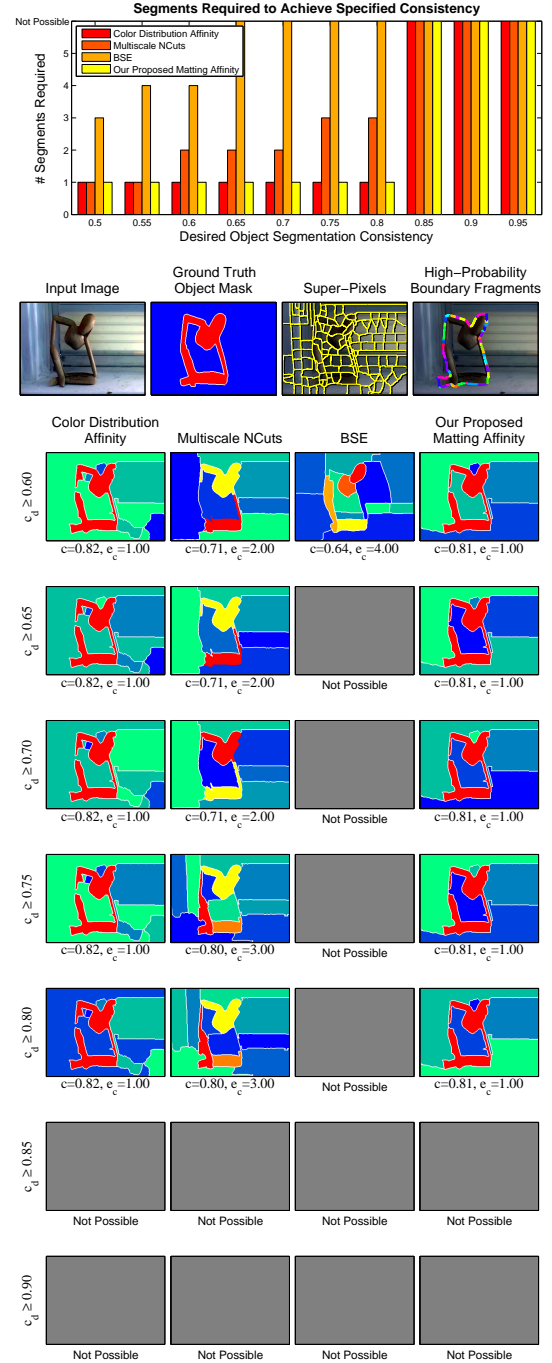 Segments Required to Achieve Specified Consistency
Not Possible
5
4
3
2
1
0
# Segments Required
Color Distribution Affinity
Multiscale NCuts
BSE
Our Proposed Matting Affinity
0.5 0.55 0.6 0.65 0.7 0.75 0.8 0.85 0.9 0.95
Desired Object Segmentation Consistency
Input Image
Ground Truth
Object Mask
Super−Pixels
High−Probability
Boundary Fragments
Color Distribution
Affinity
Multiscale NCuts
BSE
Our Proposed
Matting Affinity
c_d ≥ 0.60
c=0.82, e_c=1.00 c=0.71, e_c=2.00 c=0.64, e_c=4.00 c=0.81, e_c=1.00
c_d ≥ 0.65
c=0.82, e_c=1.00 c=0.71, e_c=2.00 Not Possible c=0.81, e_c=1.00
c_d ≥ 0.70
c=0.82, e_c=1.00 c=0.71, e_c=2.00 Not Possible c=0.81, e_c=1.00
c_d ≥ 0.75
c=0.82, e_c=1.00 c=0.80, e_c=3.00 Not Possible c=0.81, e_c=1.00
c_d ≥ 0.80
c=0.82, e_c=1.00 c=0.80, e_c=3.00 Not Possible c=0.81, e_c=1.00
c_d ≥ 0.85
Not Possible Not Possible Not Possible Not Possible
c_d ≥ 0.90
Not Possible Not Possible Not Possible Not Possible